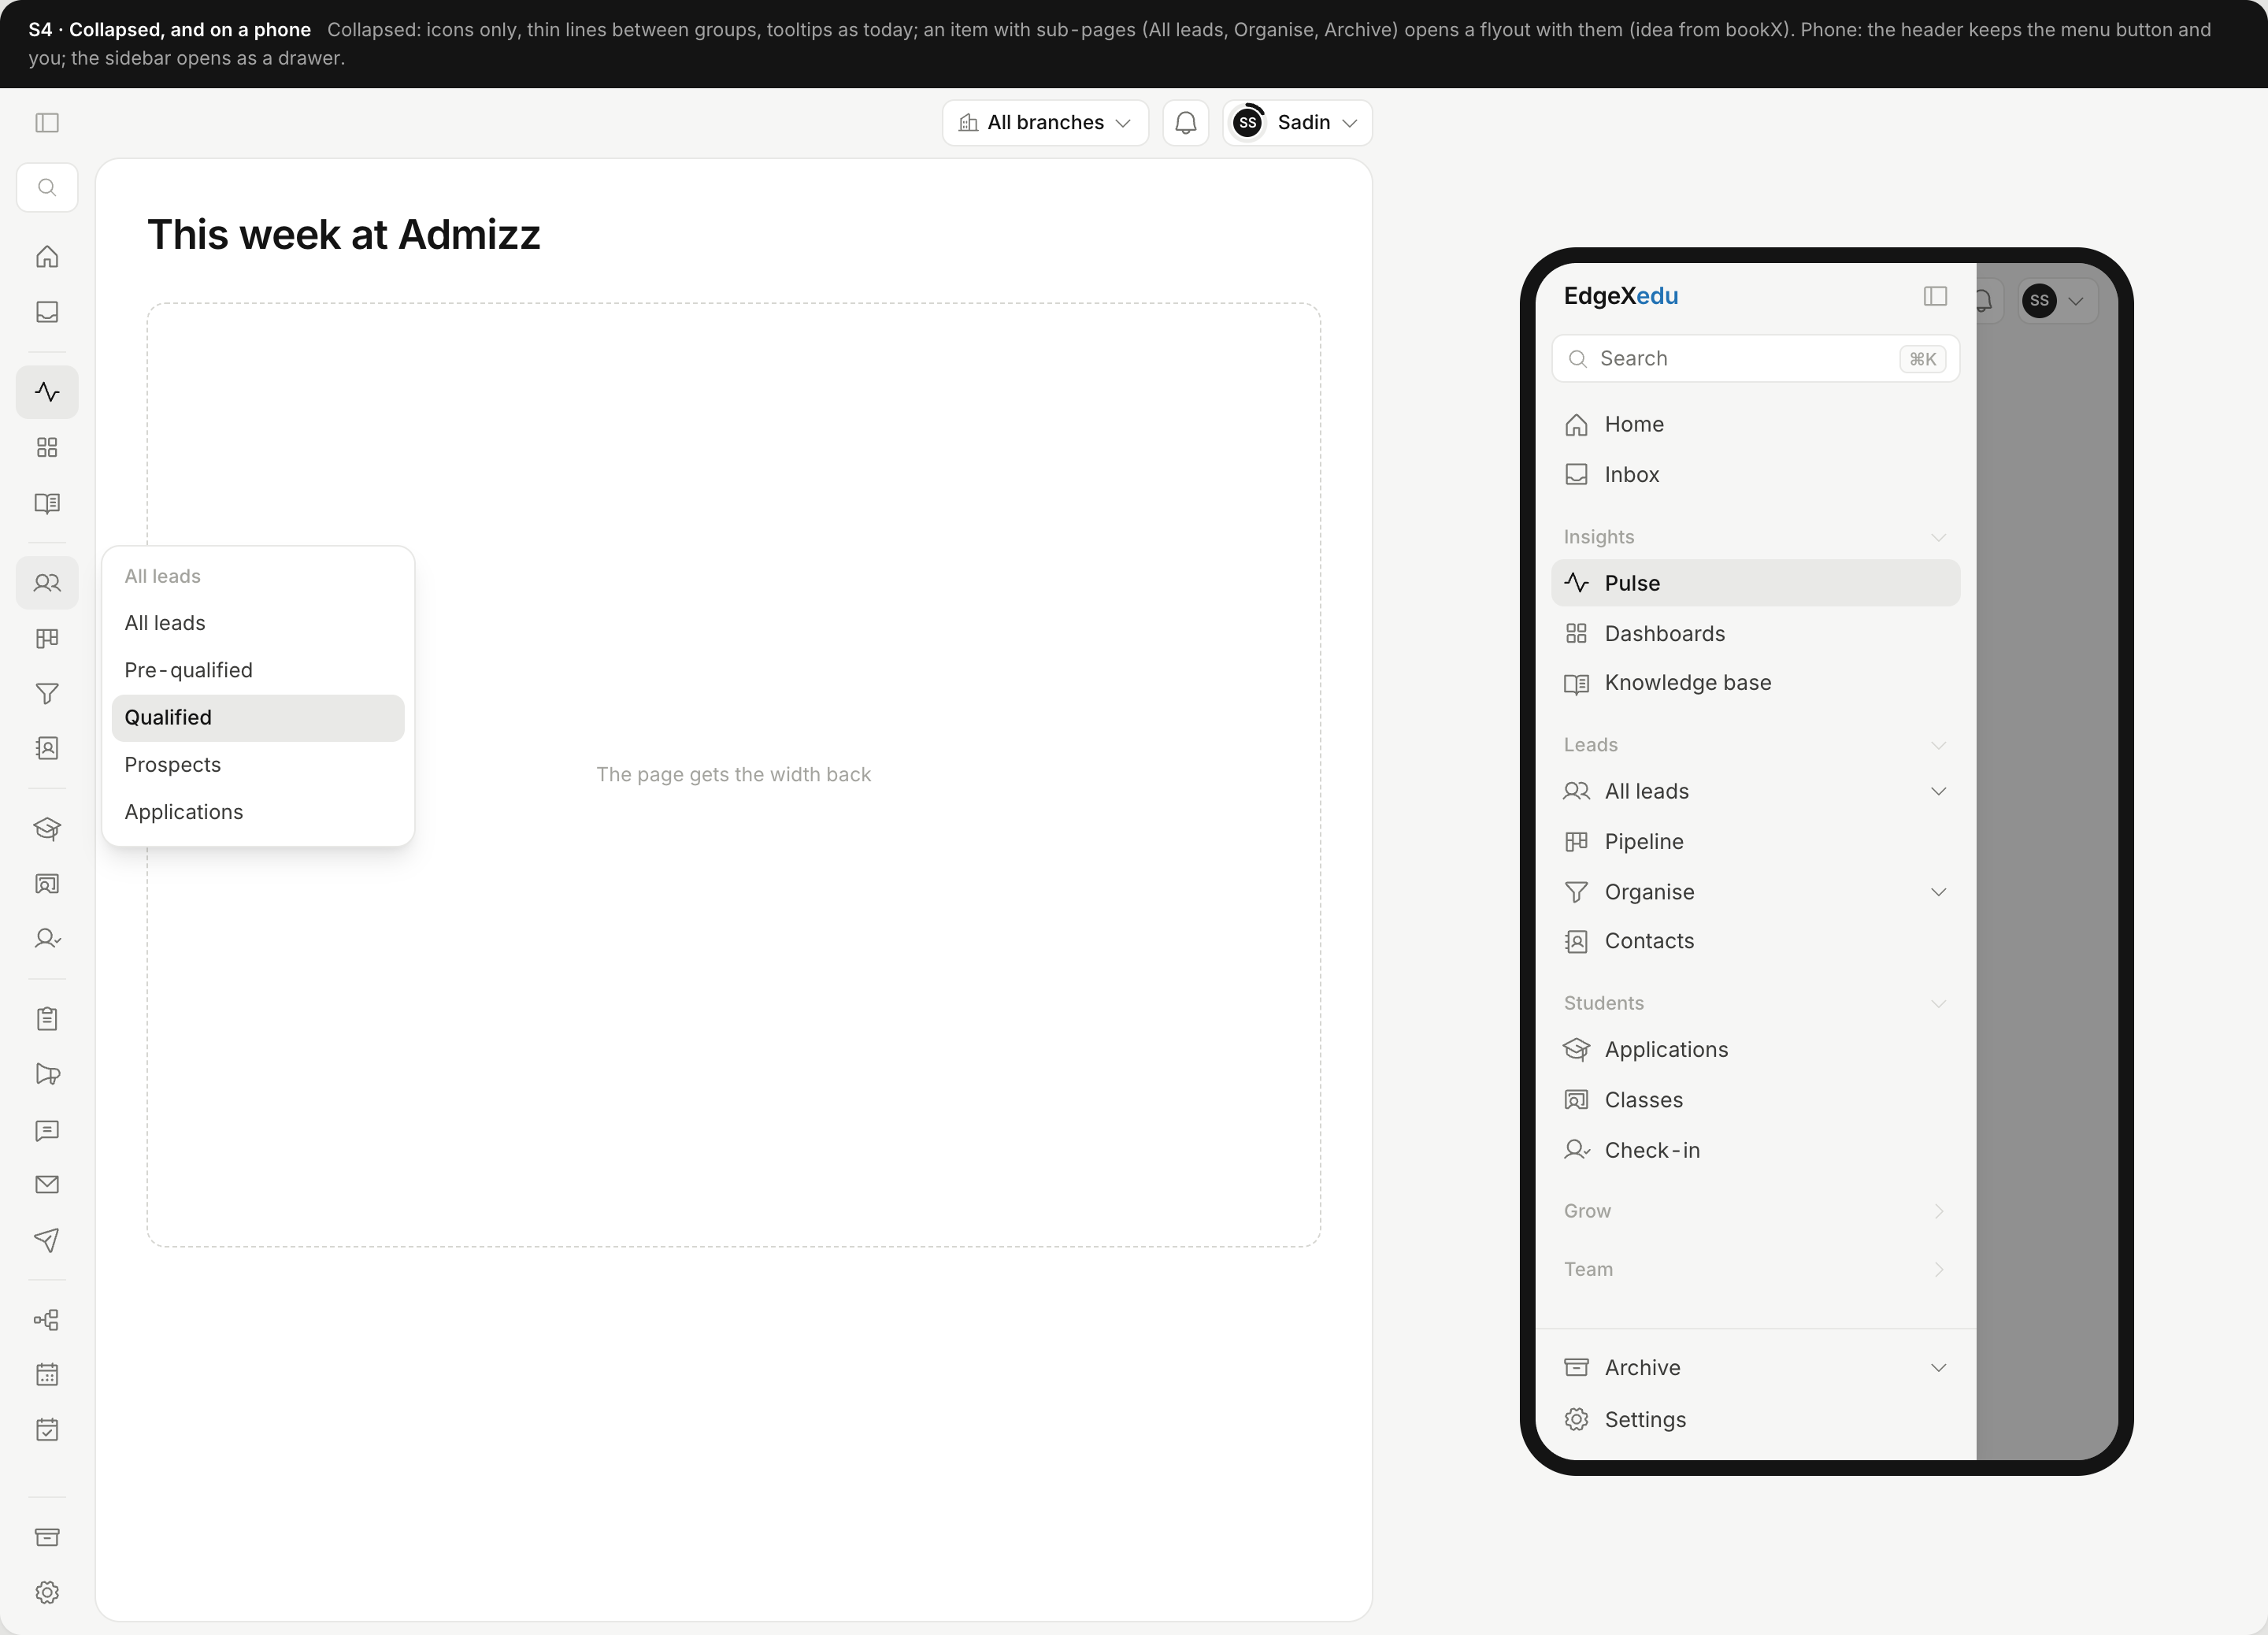 S4 · Collapsed, and on a phone Collapsed: icons only, thin lines between groups, tooltips as today; an item with sub-pages (All leads, Organise, Archive) opens a flyout with them (idea from bookX). Phone: the header keeps the menu button and
you; the sidebar opens as a drawer.
All branches
SS
Sadin
This week at Admizz
All leads
All leads
Pre-qualified
Qualified
Prospects
Applications
The page gets the width back
EdgeXedu
SS
Search
⌘K
Home
Inbox
Insights
Pulse
Dashboards
Knowledge base
Leads
All leads
Pipeline
Organise
Contacts
Students
Applications
Classes
Check-in
Grow
Team
Archive
Settings